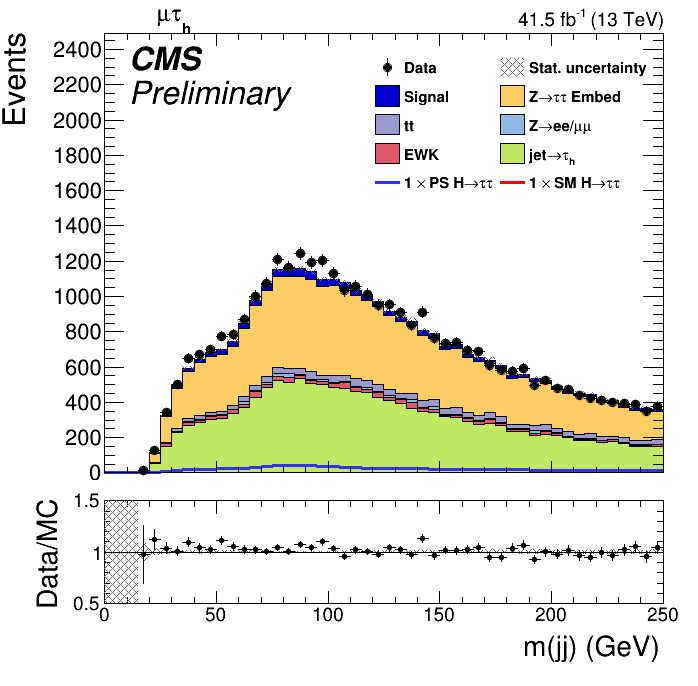 μτh
41.5 fb⁻¹ (13 TeV)
Events
2400
2200
2000
1800
1600
1400
1200
1000
800
600
400
200
0
CMS
Preliminary
Data
Stat. uncertainty
Signal
Z→ττ Embed
tt
Z→ee/μμ
EWK
jet→τh
1 × PS H→ττ
1 × SM H→ττ
Data/MC
1.5
1
0.5
0 50 100 150 200 250
m(jj) (GeV)